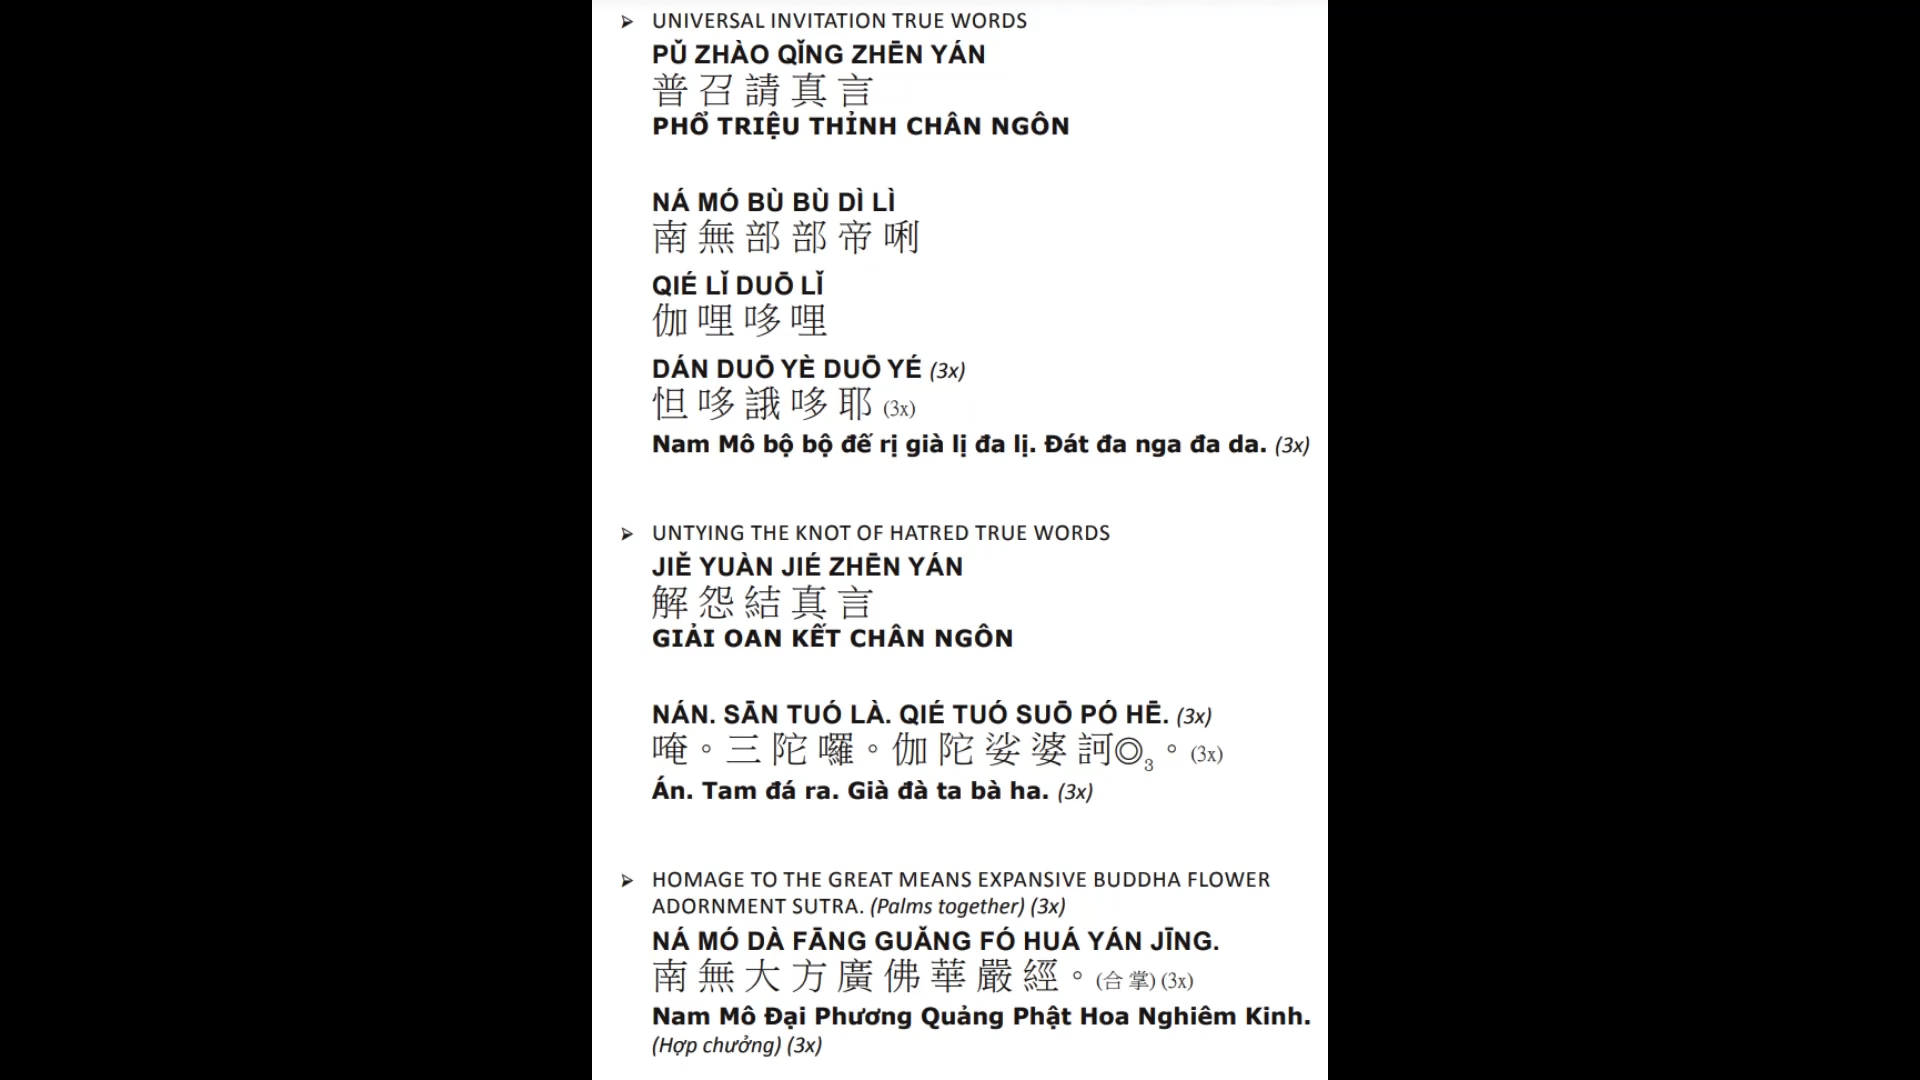 ➢ UNIVERSAL INVITATION TRUE WORDS
PǓ ZHÀO QǏNG ZHĒN YÁN
普 召 請 真 言
PHỔ TRIỆU THỈNH CHÂN NGÔN
NÁ MÓ BÙ BÙ DÌ LÌ
南 無 部 部 帝 唎
QIÉ LǏ DUŌ LǏ
伽 哩 哆 哩
DÁN DUŌ YÈ DUŌ YÉ (3x)
怛 哆 誐 哆 耶 (3x)
Nam Mô bộ bộ đế rị già lị đa lị. Đát đa nga đa da. (3x)
➢ UNTYING THE KNOT OF HATRED TRUE WORDS
JIĚ YUÀN JIÉ ZHĒN YÁN
解 怨 結 真 言
GIẢI OAN KẾT CHÂN NGÔN
NÁN. SĀN TUÓ LÀ. QIÉ TUÓ SUŌ PÓ HĒ. (3x)
唵。三 陀 囉。伽 陀 娑 婆 訶◎3。(3x)
Án. Tam đá ra. Già đà ta bà ha. (3x)
➢ HOMAGE TO THE GREAT MEANS EXPANSIVE BUDDHA FLOWER
ADORNMENT SUTRA. (Palms together) (3x)
NÁ MÓ DÀ FĀNG GUǍNG FÓ HUÁ YÁN JĪNG.
南 無 大 方 廣 佛 華 嚴 經。(合 掌) (3x)
Nam Mô Đại Phương Quảng Phật Hoa Nghiêm Kinh.
(Hợp chưởng) (3x)